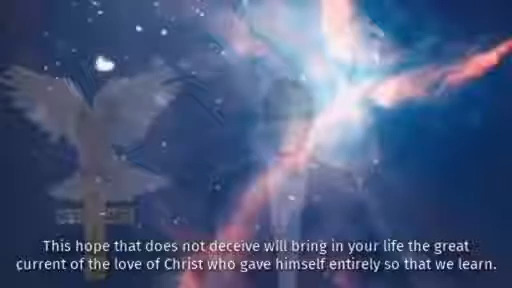 This hope that does not deceive will bring in your life the great
current of the love of Christ who gave himself entirely so that we learn.